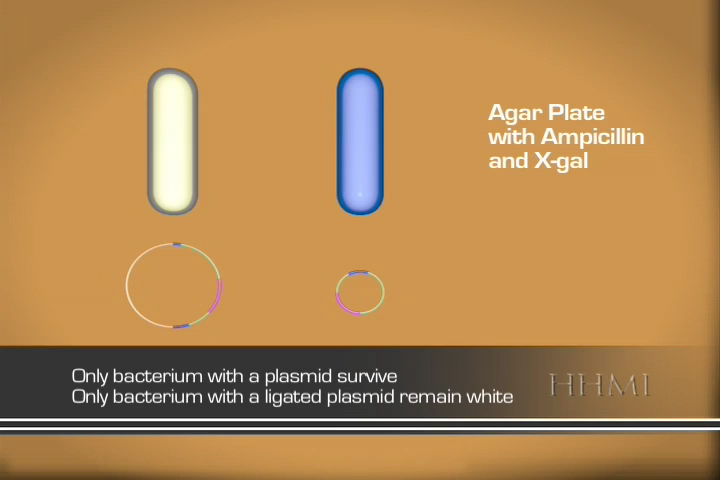 Agar Plate
with Ampicillin
and X-gal
Only bacterium with a plasmid survive
Only bacterium with a ligated plasmid remain white
HHMI